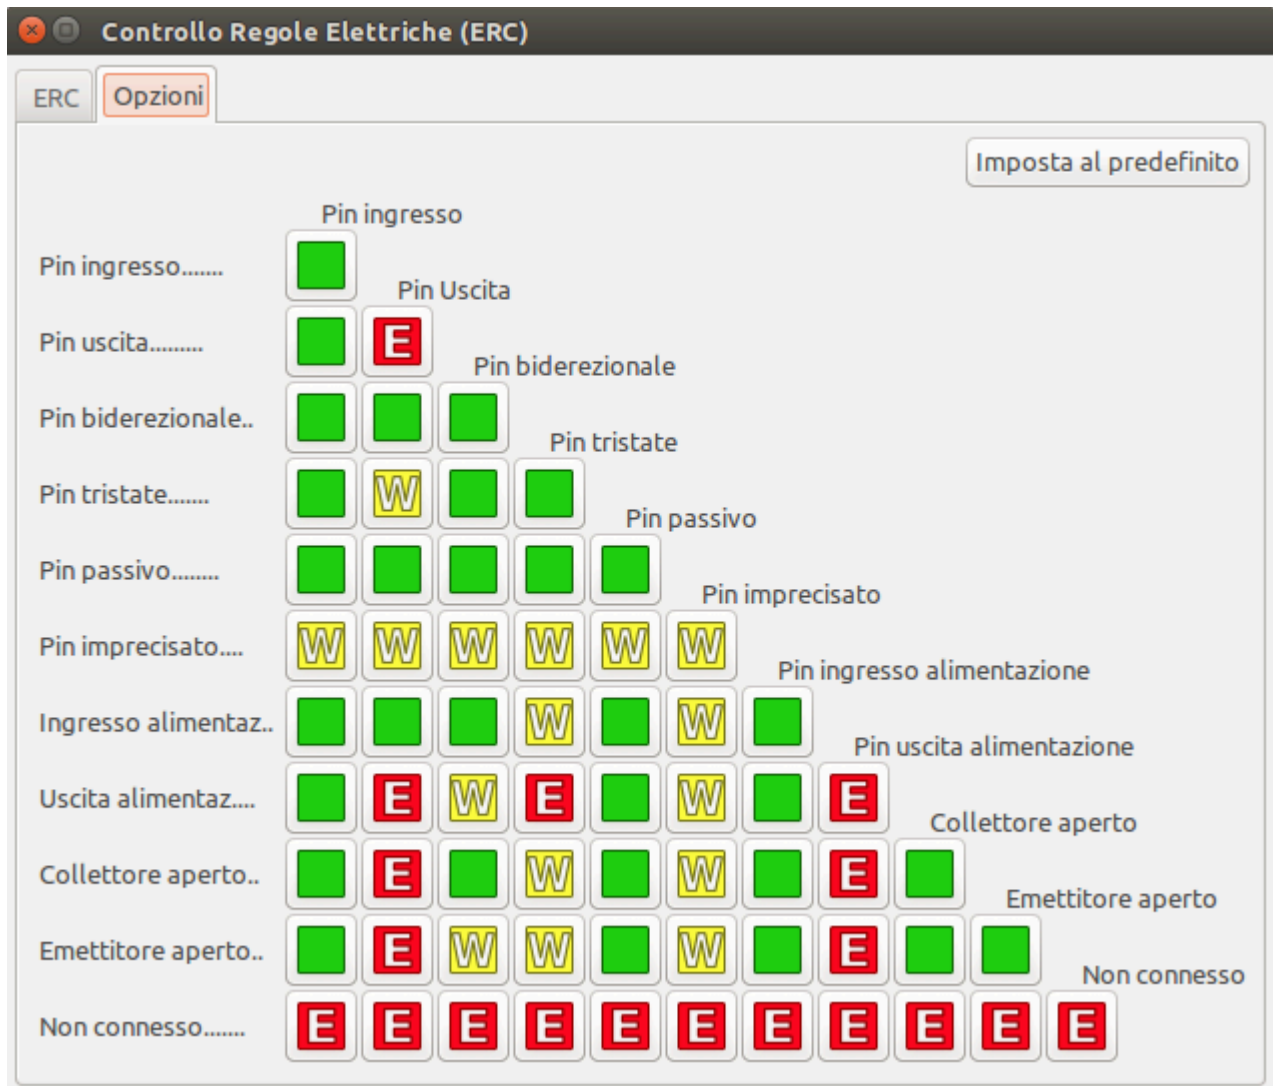 Controllo Regole Elettriche (ERC)
ERC Opzioni
Imposta al predefinito
Pin ingresso
Pin ingresso.......
Pin Uscita
Pin uscita......... E
Pin biderezionale
Pin biderezionale..
Pin tristate
Pin tristate....... W
Pin passivo
Pin passivo........
Pin imprecisato
Pin imprecisato.... W W W W W W
Pin ingresso alimentazione
Ingresso alimentaz.. W W
Pin uscita alimentazione
Uscita alimentaz.... E W E W E
Collettore aperto
Collettore aperto.. E W W E
Emettitore aperto
Emettitore aperto.. E W W W E
Non connesso
Non connesso....... E E E E E E E E E E E